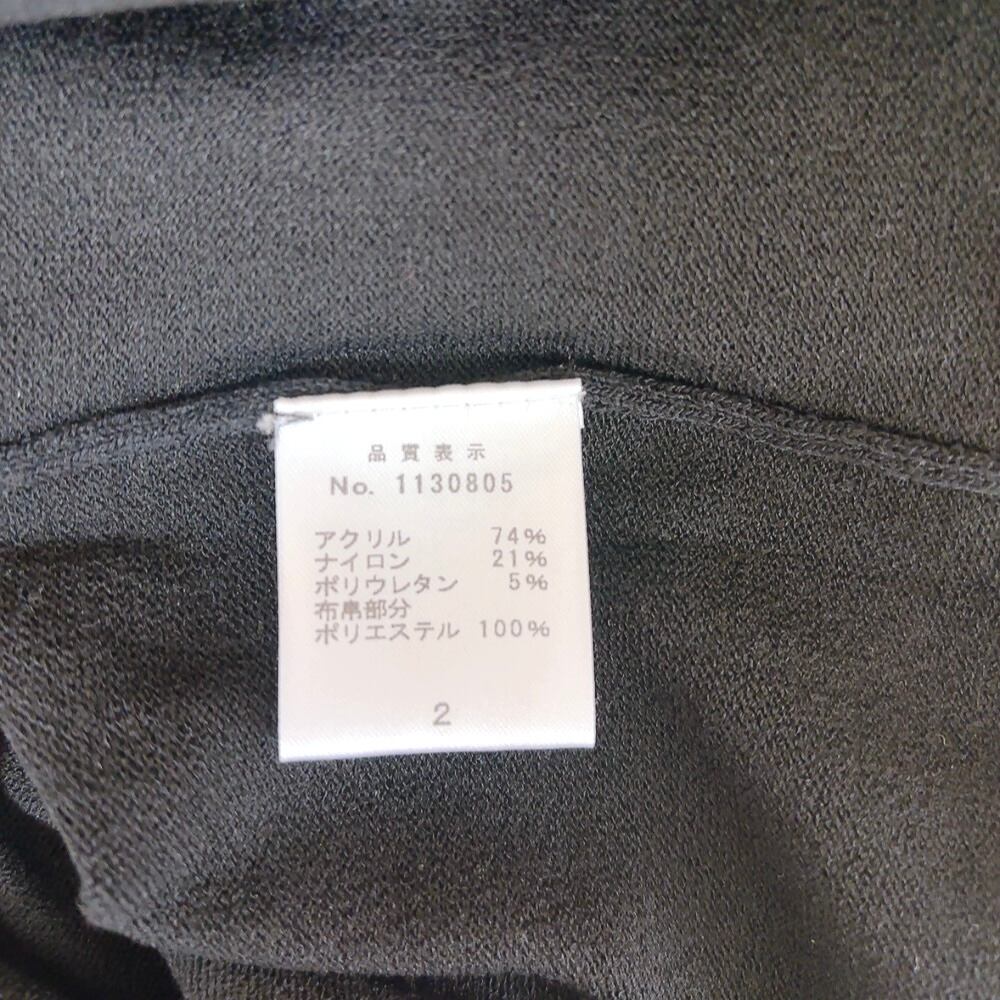 品質表示
No. 1130805
アクリル 74%
ナイロン 21%
ポリウレタン 5%
布帛部分
ポリエステル 100%
2